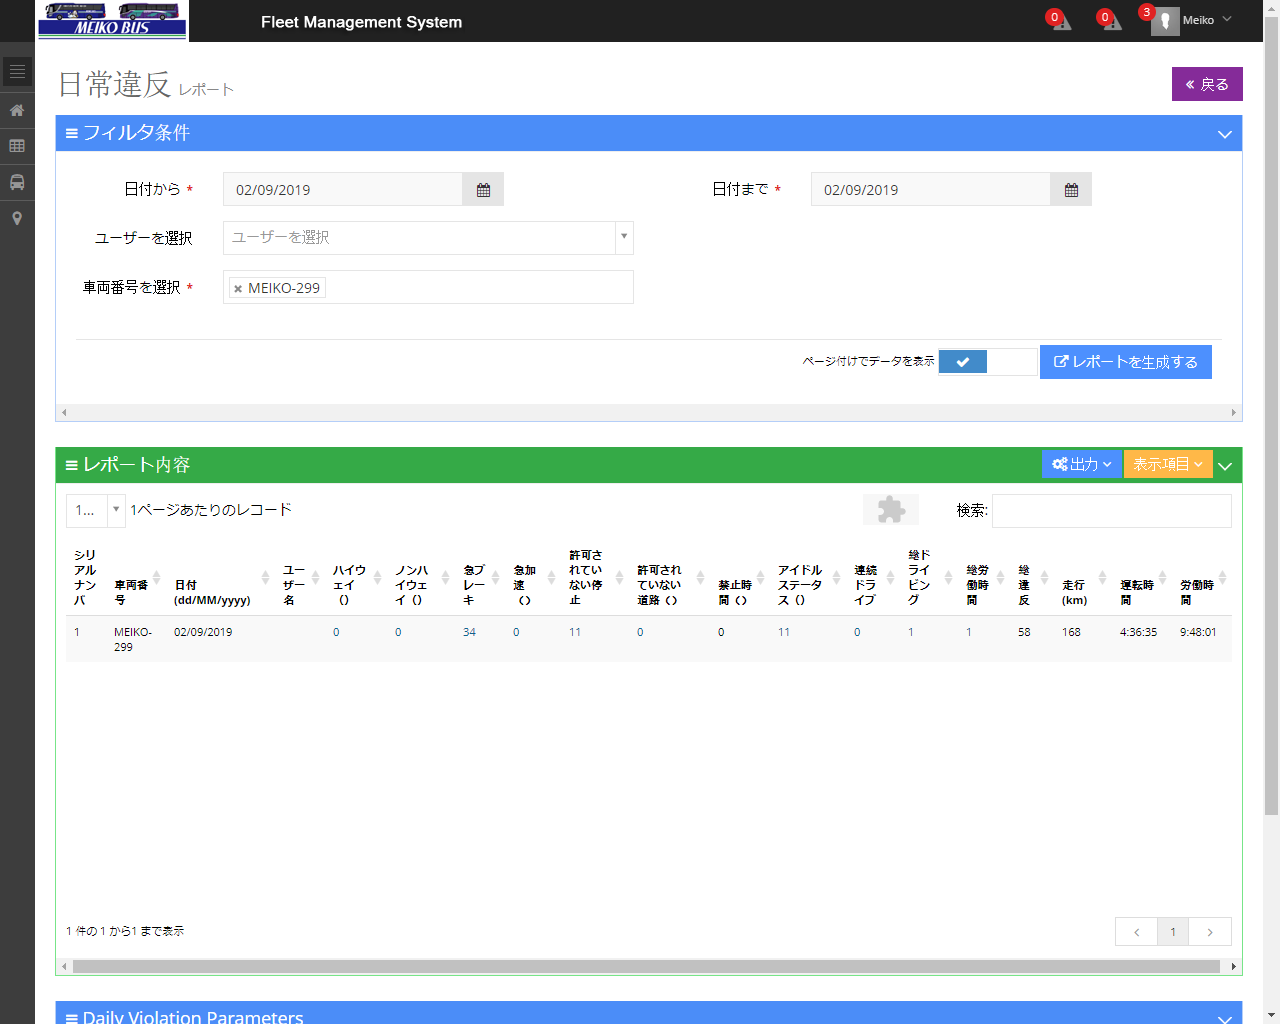 MEIKO BUS
Fleet Management System
0
0
3
Meiko
日常違反 レポート
« 戻る
フィルタ条件
日付から *
02/09/2019
日付まで *
02/09/2019
ユーザーを選択
ユーザーを選択
車両番号を選択 *
× MEIKO-299
ページ付けでデータを表示
レポートを生成する
レポート内容
出力
表示項目
1...
1ページあたりのレコード
検索:
シリアルナンバ
車両番号
日付 (dd/MM/yyyy)
ユーザー名
ハイウェイ ()
ノンハイウェイ ()
急ブレーキ
急加速 ()
許可されていない停止
許可されていない道路 ()
禁止時間 ()
アイドルステータス ()
連続ドライブ
総ドライビング
総労働時間
総違反
走行 (km)
運転時間
労働時間
1 MEIKO-299 02/09/2019 0 0 34 0 11 0 0 11 0 1 1 58 168 4:36:35 9:48:01
1 件の 1 から1 まで表示
1
Daily Violation Parameters